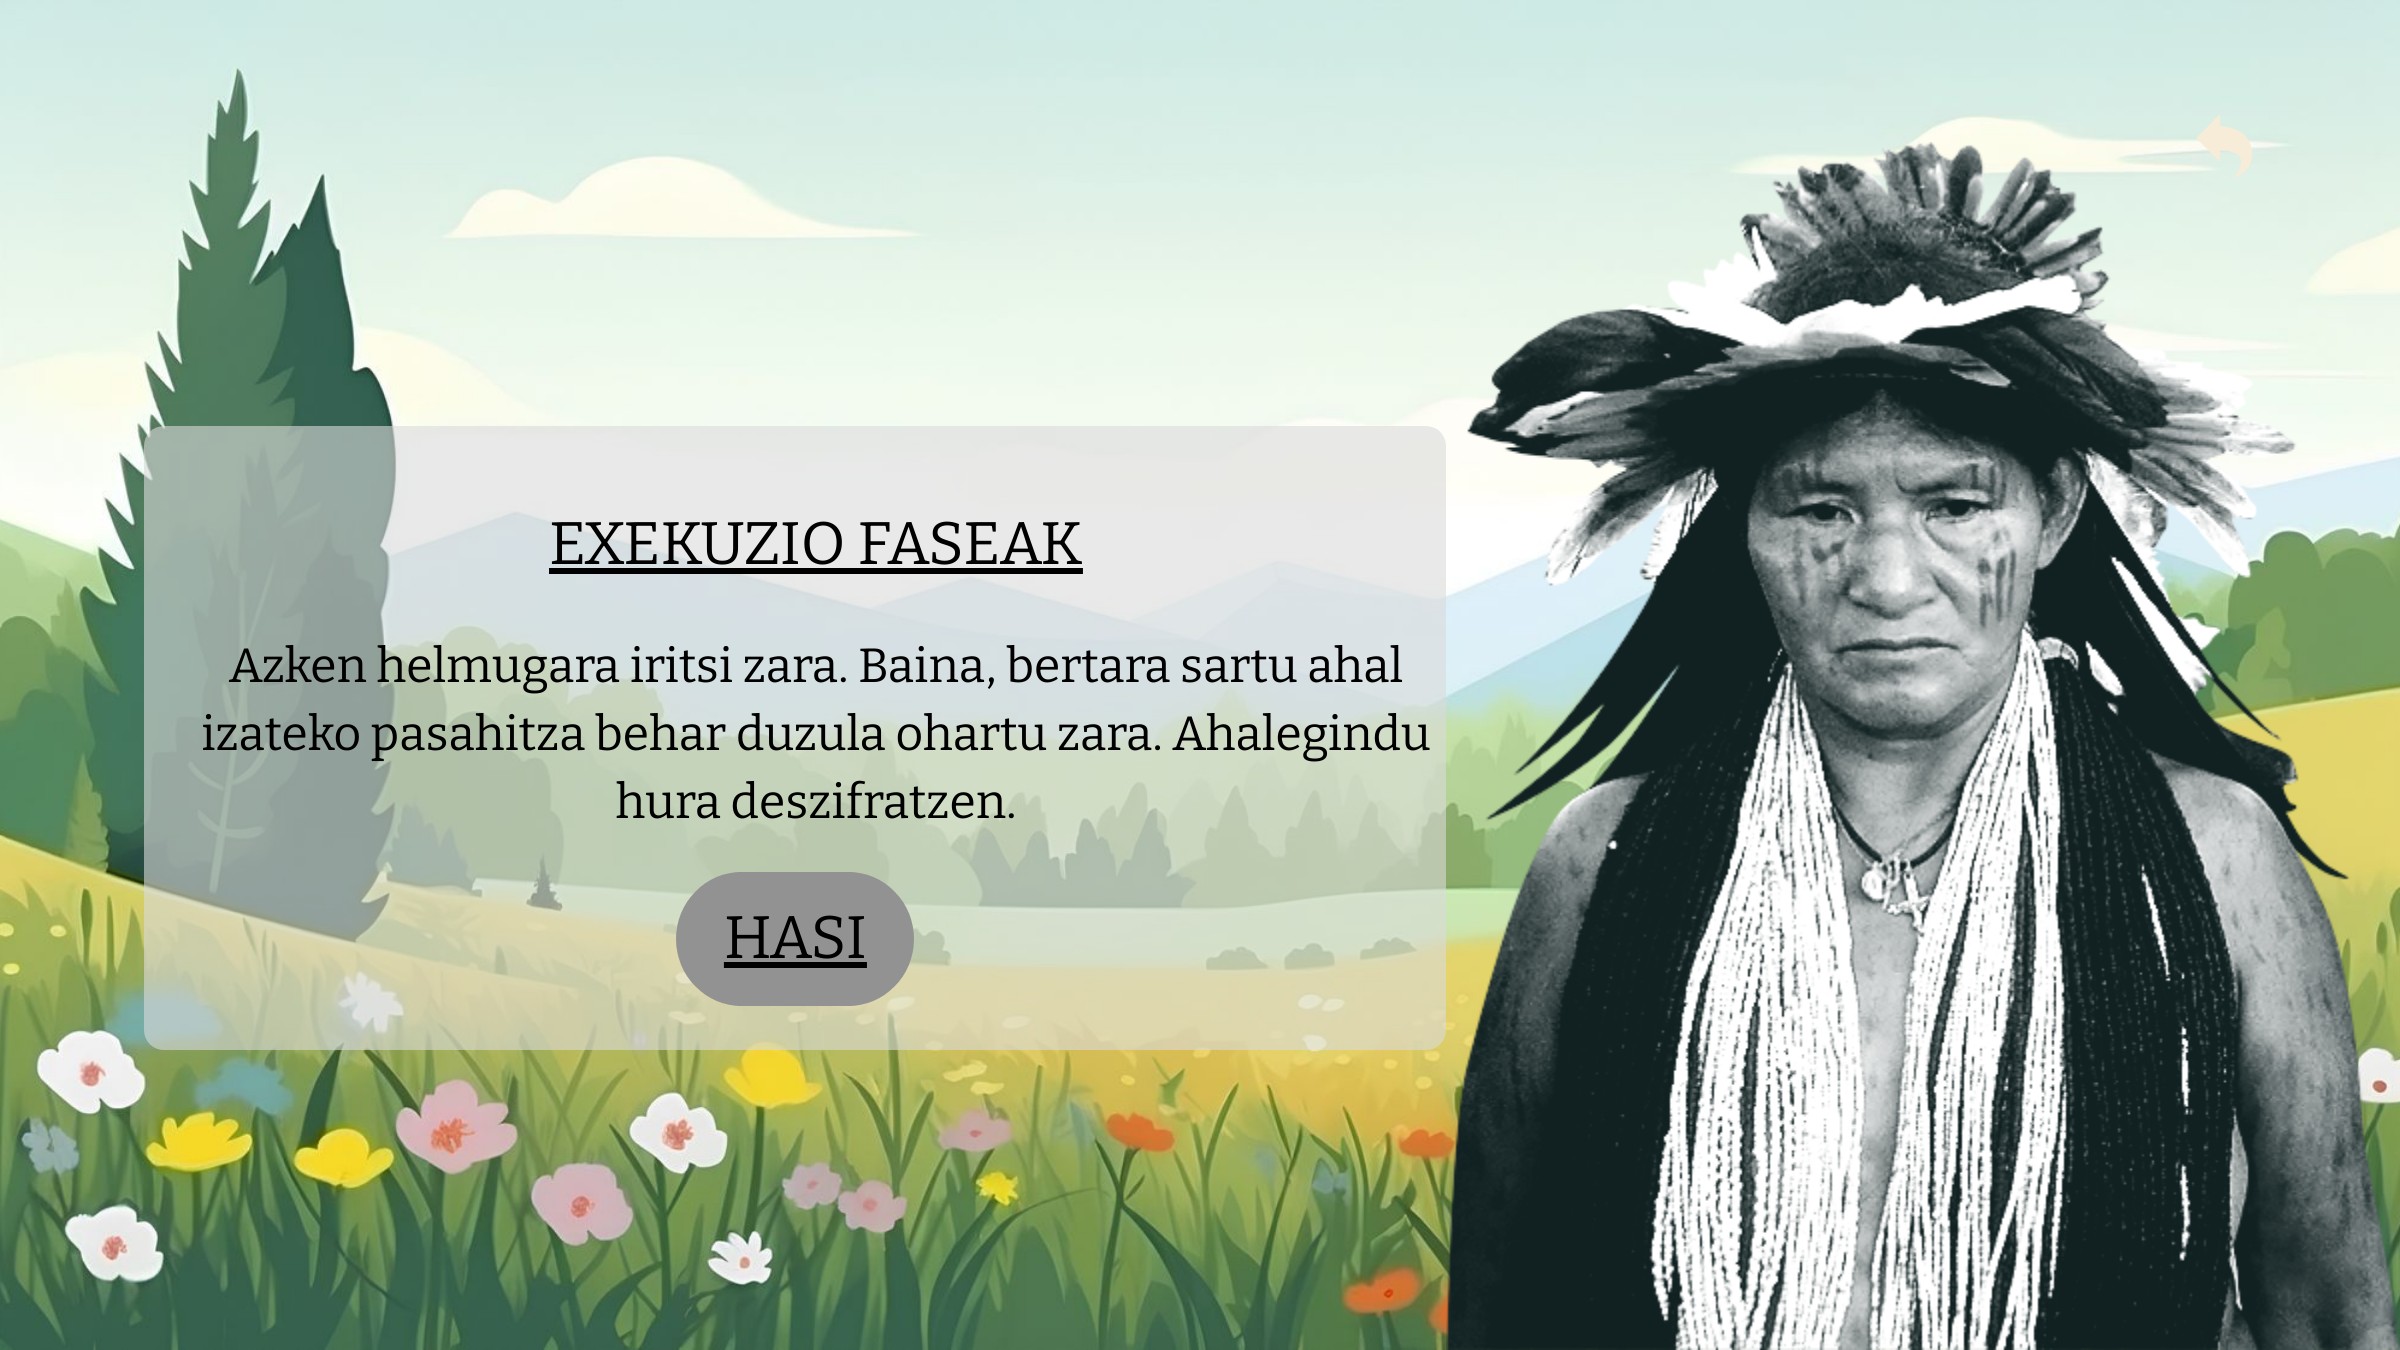 EXEKUZIO FASEAK
Azken helmugara iritsi zara. Baina, bertara sartu ahal
izateko pasahitza behar duzula ohartu zara. Ahalegindu
hura deszifratzen.
HASI